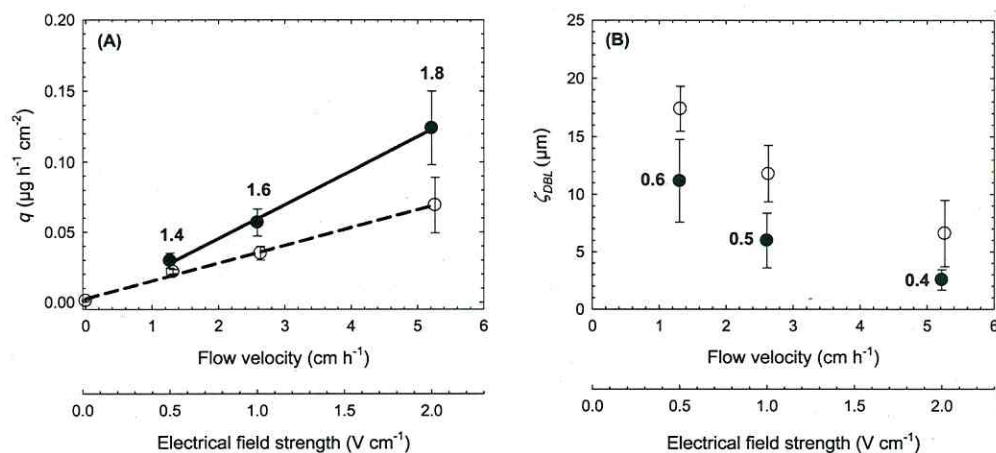 (A)
0.20
0.15
0.10
0.05
0.00
q (µg h⁻¹ cm⁻²)
1.4
1.6
1.8
0 1 2 3 4 5 6
Flow velocity (cm h⁻¹)
0.0 0.5 1.0 1.5 2.0
Electrical field strength (V cm⁻¹)
(B)
25
20
15
10
5
0
ζDBL (µm)
0.6
0.5
0.4
0 1 2 3 4 5 6
Flow velocity (cm h⁻¹)
0.0 0.5 1.0 1.5 2.0
Electrical field strength (V cm⁻¹)